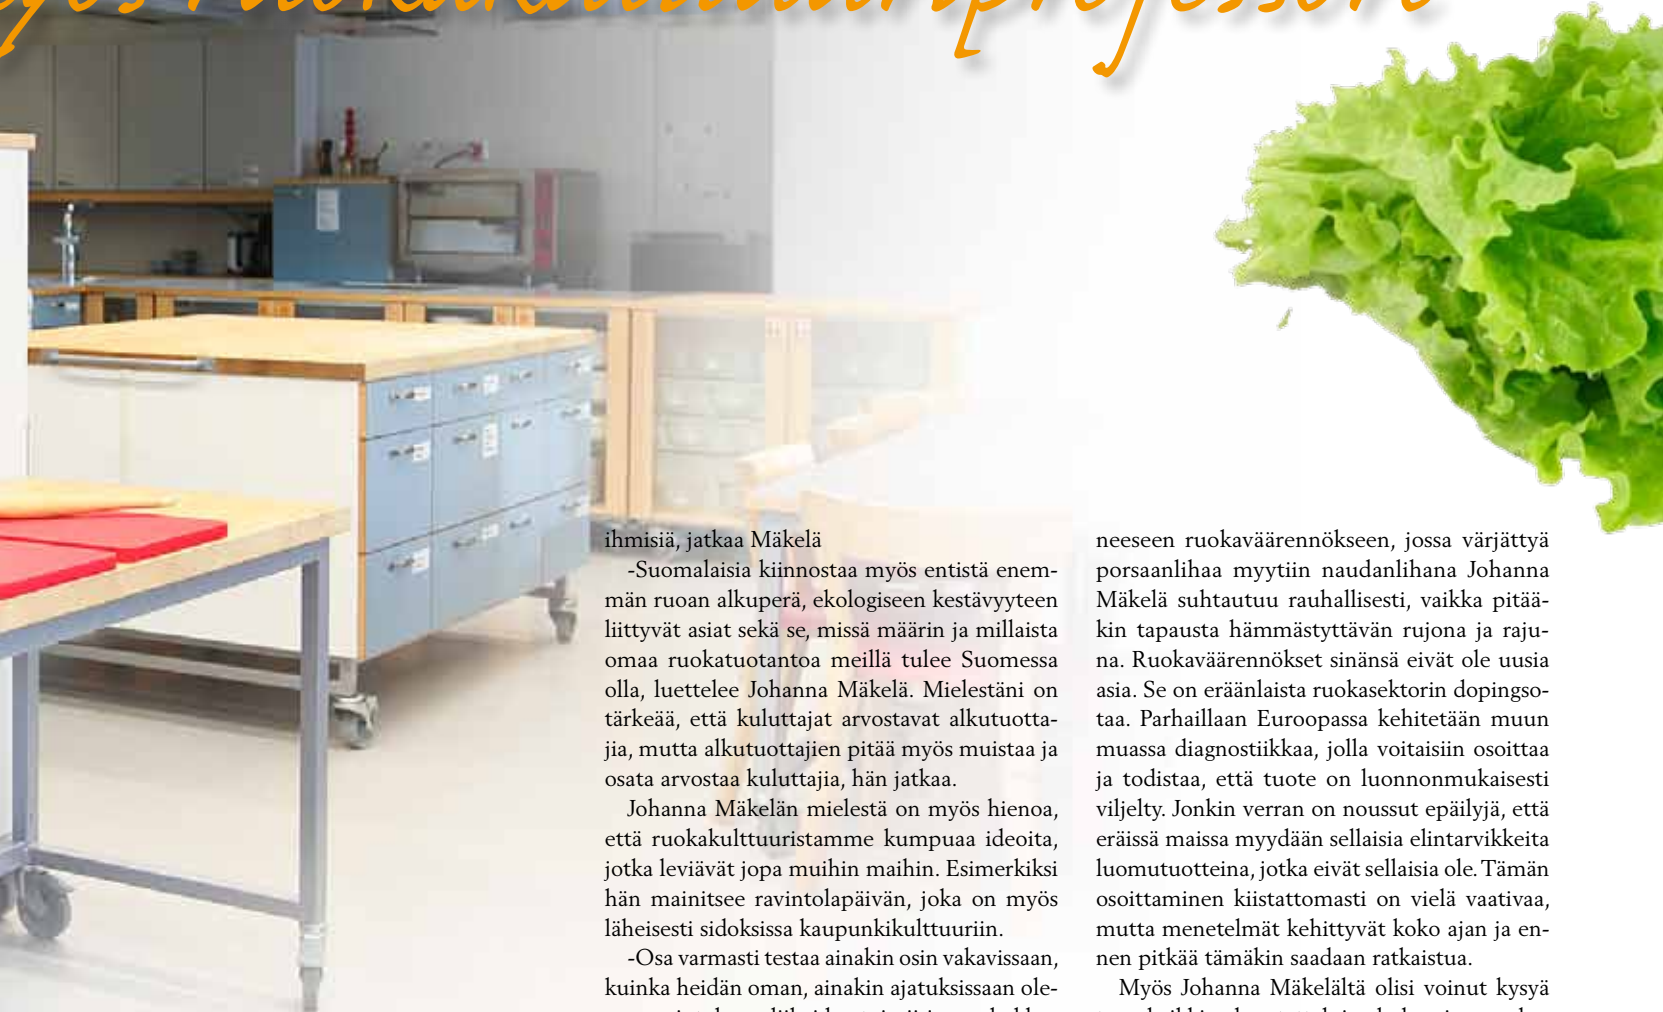 ihmisiä, jatkaa Mäkelä
-Suomalaisia kiinnostaa myös entistä enem-
män ruoan alkuperä, ekologiseen kestävyyteen
liittyvät asiat sekä se, missä määrin ja millaista
omaa ruokatuotantoa meillä tulee Suomessa
olla, luettelee Johanna Mäkelä. Mielestäni on
tärkeää, että kuluttajat arvostavat alkutuotta-
jia, mutta alkutuottajien pitää myös muistaa ja
osata arvostaa kuluttajia, hän jatkaa.
Johanna Mäkelän mielestä on myös hienoa,
että ruokakulttuuristamme kumpuaa ideoita,
jotka leviävät jopa muihin maihin. Esimerkiksi
hän mainitsee ravintolapäivän, joka on myös
läheisesti sidoksissa kaupunkikulttuuriin.
-Osa varmasti testaa ainakin osin vakavissaan,
kuinka heidän oman, ainakin ajatuksissaan ole-
neeseen ruokaväärennökseen, jossa värjättyä
porsaanlihaa myytiin naudanlihana Johanna
Mäkelä suhtautuu rauhallisesti, vaikka pitää-
kin tapausta hämmästyttävän rujona ja raju-
na. Ruokaväärennökset sinänsä eivät ole uusia
asia. Se on eräänlaista ruokasektorin dopingso-
taa. Parhaillaan Euroopassa kehitetään muun
muassa diagnostiikkaa, jolla voitaisiin osoittaa
ja todistaa, että tuote on luonnonmukaisesti
viljelty. Jonkin verran on noussut epäilyjä, että
eräissä maissa myydään sellaisia elintarvikkeita
luomutuotteina, jotka eivät sellaisia ole. Tämän
osoittaminen kiistattomasti on vielä vaativaa,
mutta menetelmät kehittyvät koko ajan ja en-
nen pitkää tämäkin saadaan ratkaistua.
Myös Johanna Mäkelältä olisi voinut kysyä